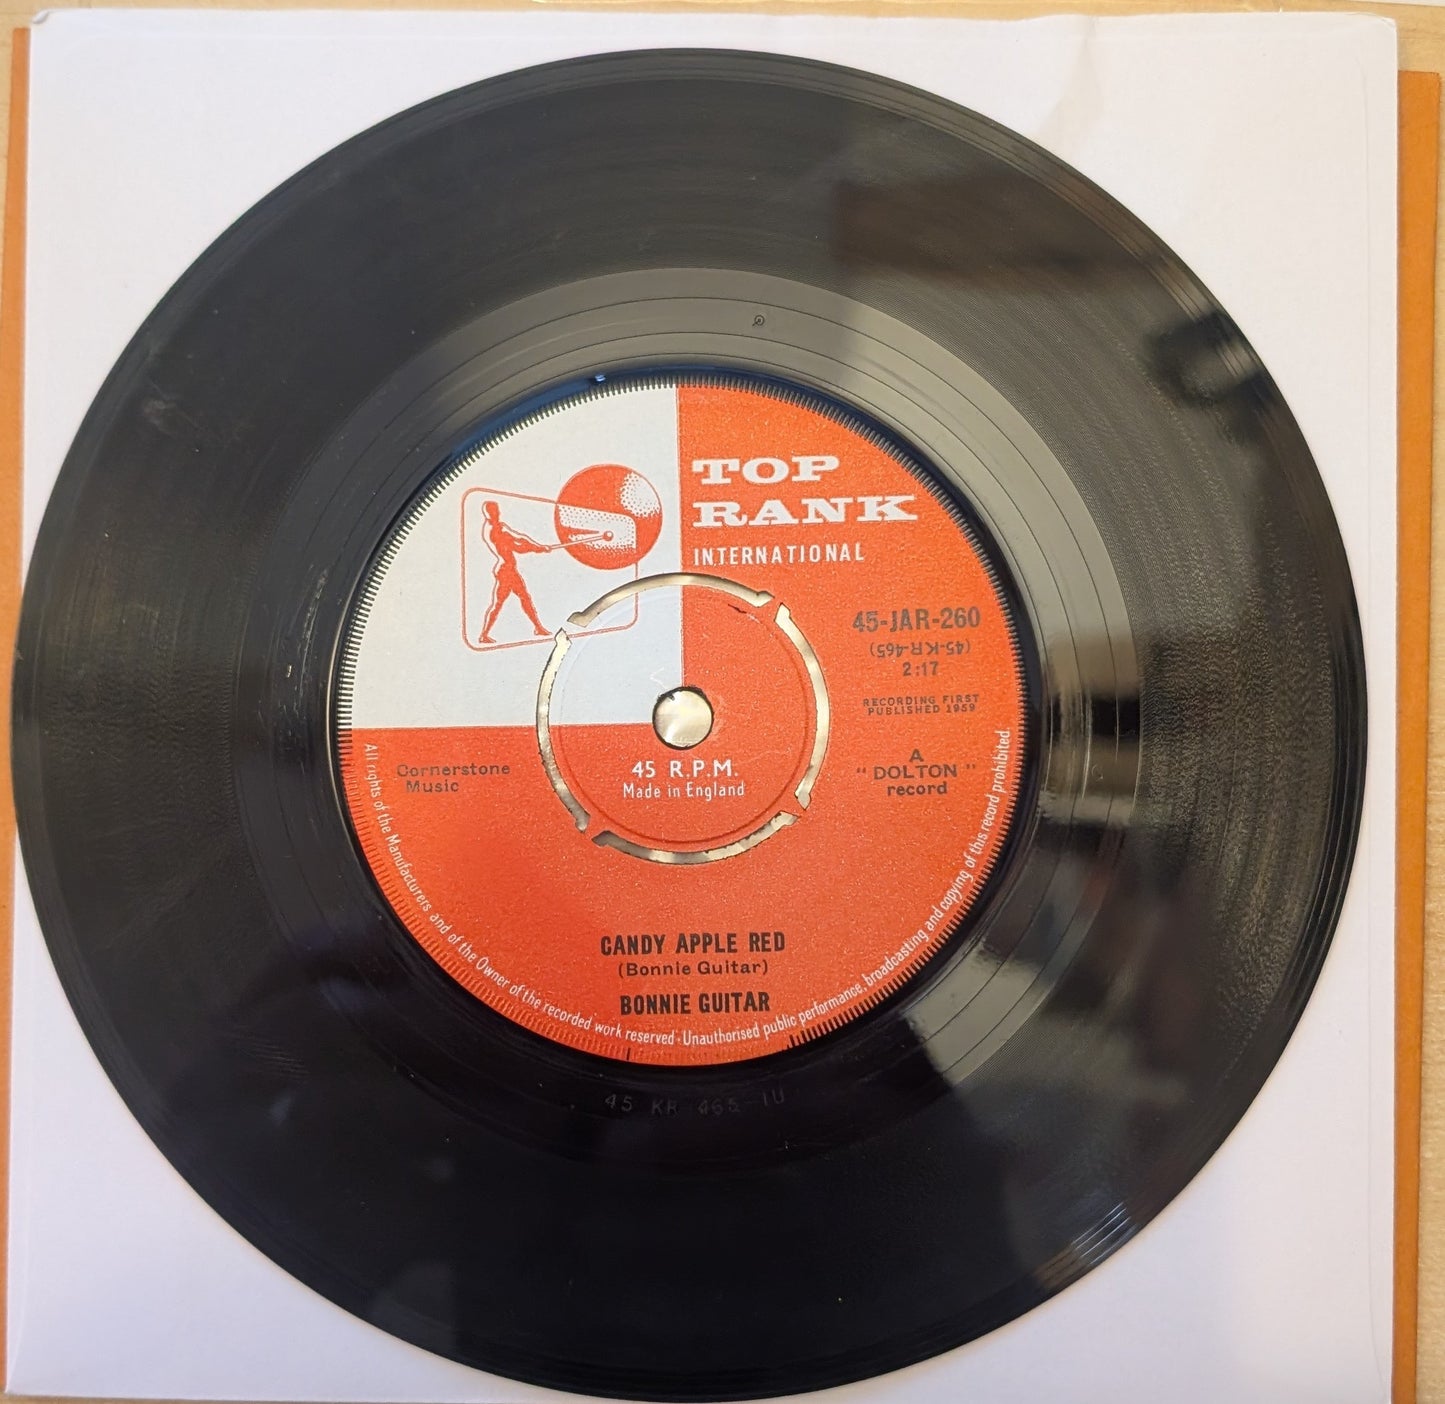 TOP
RANK
INTERNATIONAL
45-JAR-260
(45-KR-465)
2:17
RECORDING FIRST
PUBLISHED 1959
A
"DOLTON"
record
Cornerstone
Music
45 R.P.M.
Made in England
CANDY APPLE RED
(Bonnie Guitar)
BONNIE GUITAR
All rights of the Manufacturers and of the Owner of the recorded work reserved · Unauthorised public performance, broadcasting and copying of this record prohibited
45 KR 465-1U